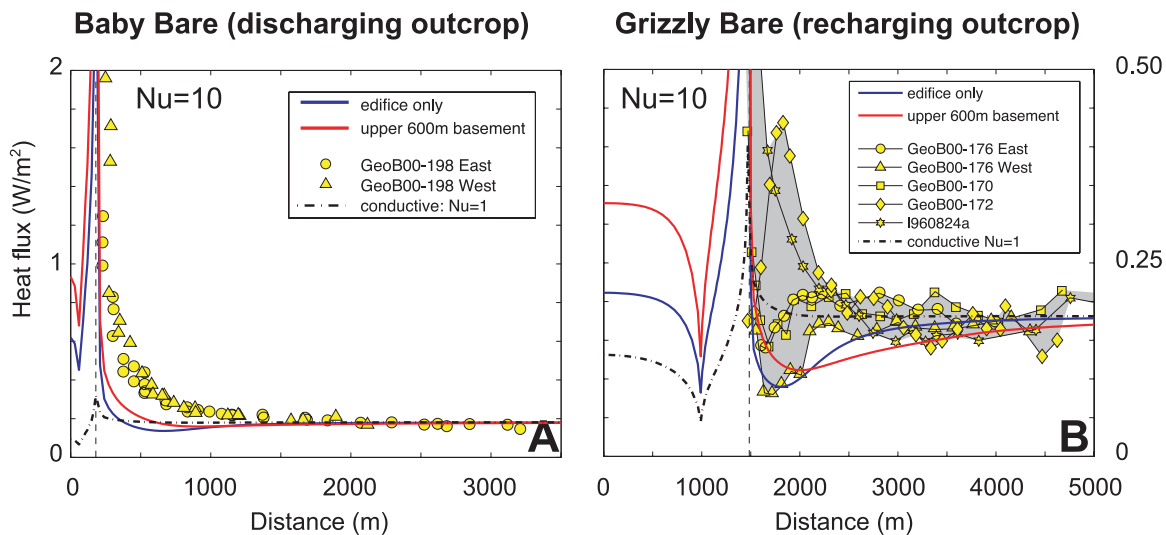 Baby Bare (discharging outcrop)
Grizzly Bare (recharging outcrop)
2
1
0
Heat flux (W/m2)
Nu=10
edifice only
upper 600m basement
GeoB00-198 East
GeoB00-198 West
conductive: Nu=1
A
0
1000
2000
3000
Distance (m)
Nu=10
edifice only
upper 600m basement
GeoB00-176 East
GeoB00-176 West
GeoB00-170
GeoB00-172
I960824a
conductive Nu=1
B
0.50
0.25
0
0
1000
2000
3000
4000
5000
Distance (m)